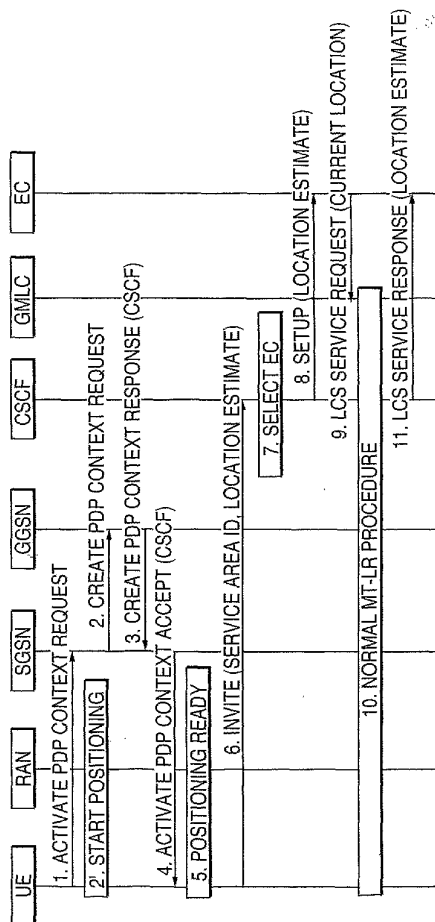 UE
RAN
SGSN
GGSN
CSCF
GMLC
EC
1. ACTIVATE PDP CONTEXT REQUEST
2'. START POSITIONING
2. CREATE PDP CONTEXT REQUEST
3. CREATE PDP CONTEXT RESPONSE (CSCF)
4. ACTIVATE PDP CONTEXT ACCEPT (CSCF)
5. POSITIONING READY
6. INVITE (SERVICE AREA ID, LOCATION ESTIMATE)
7. SELECT EC
8. SETUP (LOCATION ESTIMATE)
9. LCS SERVICE REQUEST (CURRENT LOCATION)
10. NORMAL MT-LR PROCEDURE
11. LCS SERVICE RESPONSE (LOCATION ESTIMATE)